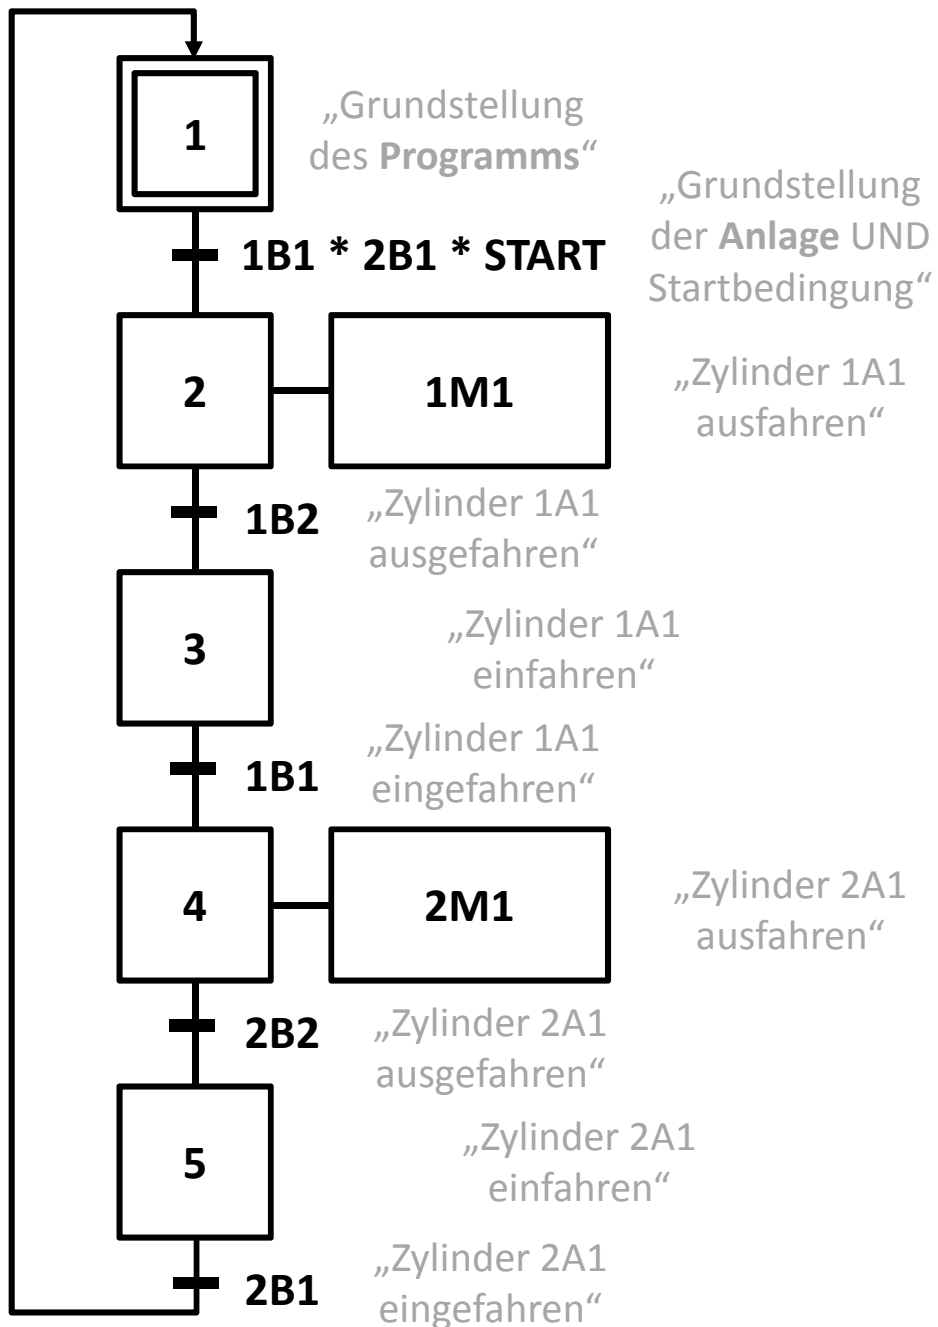 1
„Grundstellung
des Programms“
„Grundstellung
der Anlage UND
Startbedingung“
1B1 * 2B1 * START
2
1M1
„Zylinder 1A1
ausfahren“
1B2
„Zylinder 1A1
ausgefahren“
3
„Zylinder 1A1
einfahren“
1B1
„Zylinder 1A1
eingefahren“
4
2M1
„Zylinder 2A1
ausfahren“
2B2
„Zylinder 2A1
ausgefahren“
5
„Zylinder 2A1
einfahren“
2B1
„Zylinder 2A1
eingefahren“